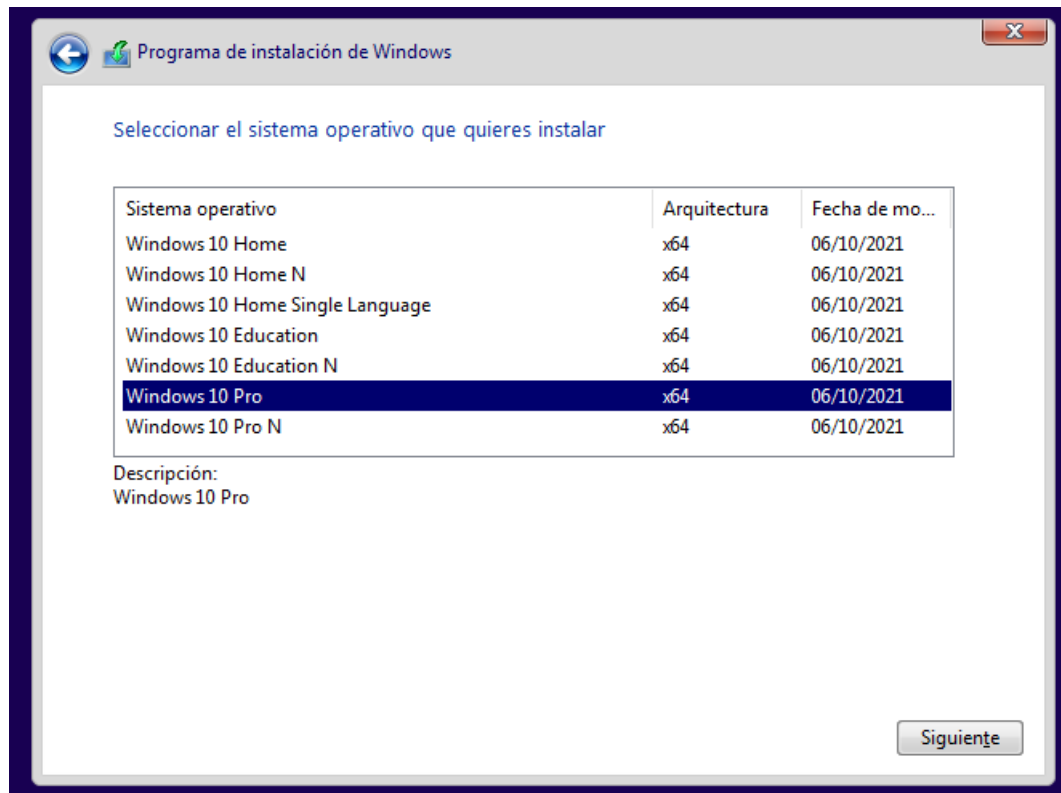 Programa de instalación de Windows
Seleccionar el sistema operativo que quieres instalar
Sistema operativo Arquitectura Fecha de mo...
Windows 10 Home x64 06/10/2021
Windows 10 Home N x64 06/10/2021
Windows 10 Home Single Language x64 06/10/2021
Windows 10 Education x64 06/10/2021
Windows 10 Education N x64 06/10/2021
Windows 10 Pro x64 06/10/2021
Windows 10 Pro N x64 06/10/2021
Descripción:
Windows 10 Pro
Siguiente